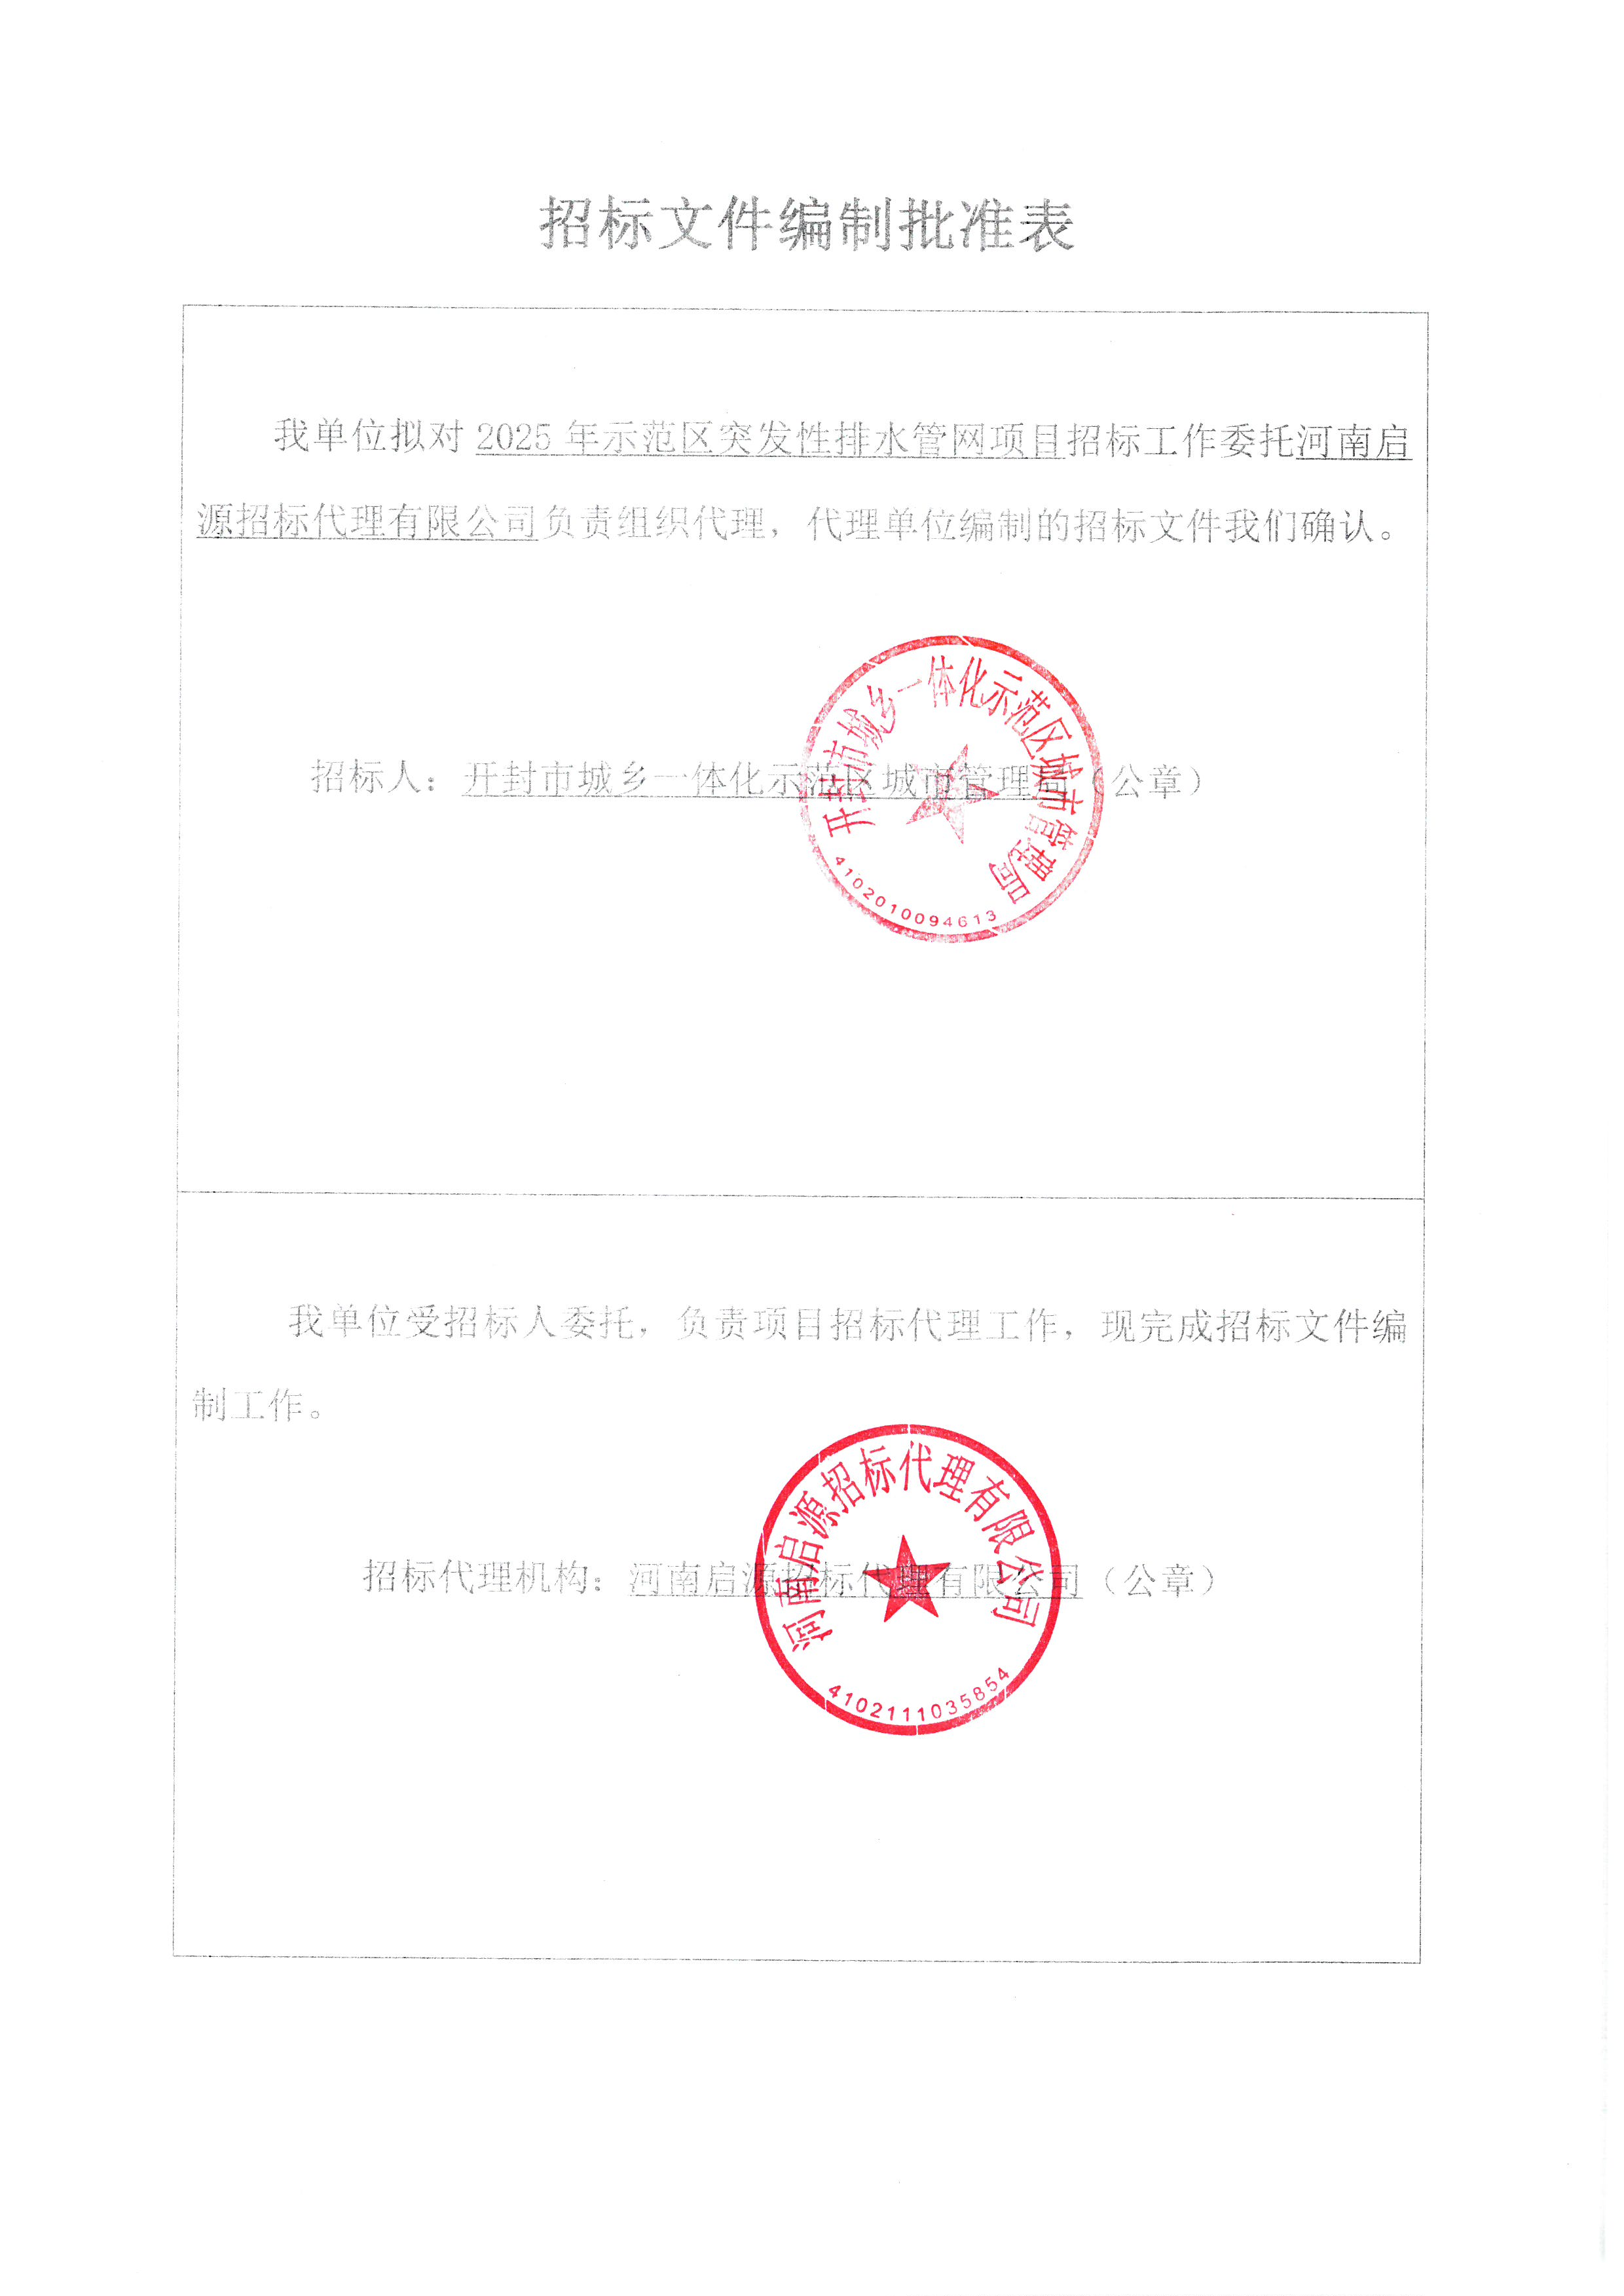 招标文件编制批准表
我单位拟对 2025 年示范区突发性排水管网项目招标工作委托河南启
源招标代理有限公司负责组织代理，代理单位编制的招标文件我们确认。
招标人：开封市城乡一体化示范区城市管理局（公章）
开封市城乡一体化示范区城市管理局
4102010094613
我单位受招标人委托，负责项目招标代理工作，现完成招标文件编
制工作。
招标代理机构：河南启源招标代理有限公司（公章）
河南启源招标代理有限公司
4102111035854